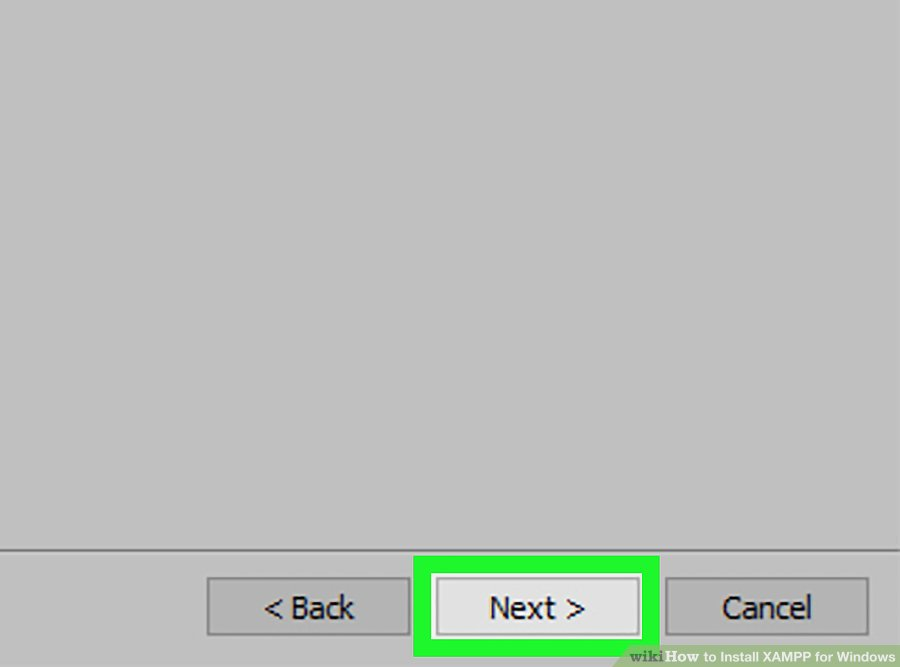 < Back
Next >
Cancel
wikiHow to Install XAMPP for Windows